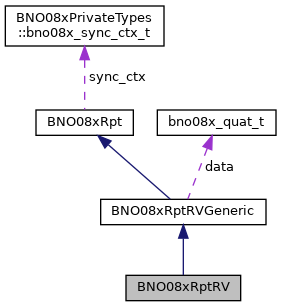 BNO08xPrivateTypes
::bno08x_sync_ctx_t
sync_ctx
BNO08xRpt
bno08x_quat_t
data
BNO08xRptRVGeneric
BNO08xRptRV